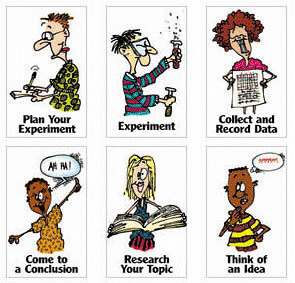 Plan Your
Experiment
Experiment
Collect and
Record Data
AH HA!
Come to
a Conclusion
Research
Your Topic
Think of
an Idea